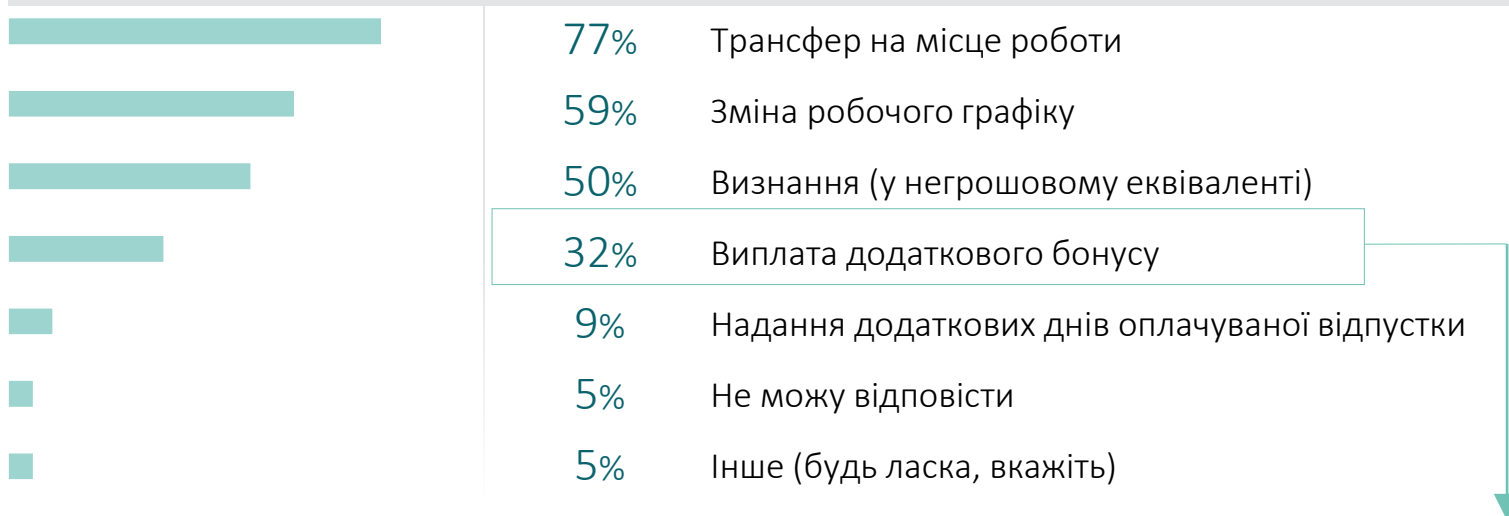 77% Трансфер на місце роботи
59% Зміна робочого графіку
50% Визнання (у негрошовому еквіваленті)
32% Виплата додаткового бонусу
9% Надання додаткових днів оплачуваної відпустки
5% Не можу відповісти
5% Інше (будь ласка, вкажіть)